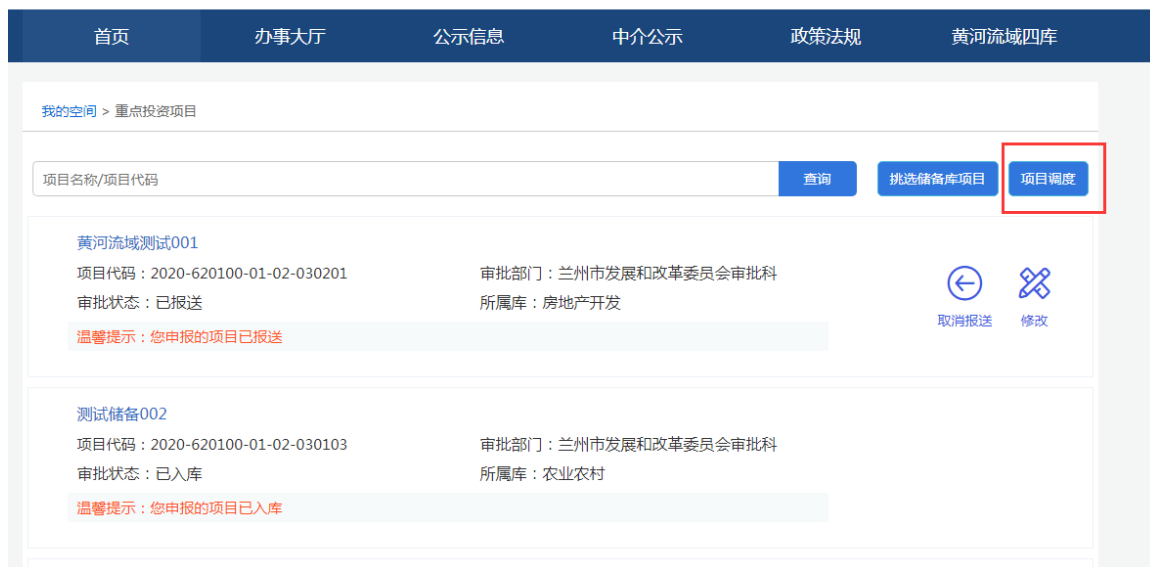 首页 办事大厅 公示信息 中介公示 政策法规 黄河流域四库
我的空间 > 重点投资项目
项目名称/项目代码 查询 挑选储备库项目 项目调度
黄河流域测试001
项目代码：2020-620100-01-02-030201 审批部门：兰州市发展和改革委员会审批科
审批状态：已报送 所属库：房地产开发
取消报送 修改
温馨提示：您申报的项目已报送
测试储备002
项目代码：2020-620100-01-02-030103 审批部门：兰州市发展和改革委员会审批科
审批状态：已入库 所属库：农业农村
温馨提示：您申报的项目已入库